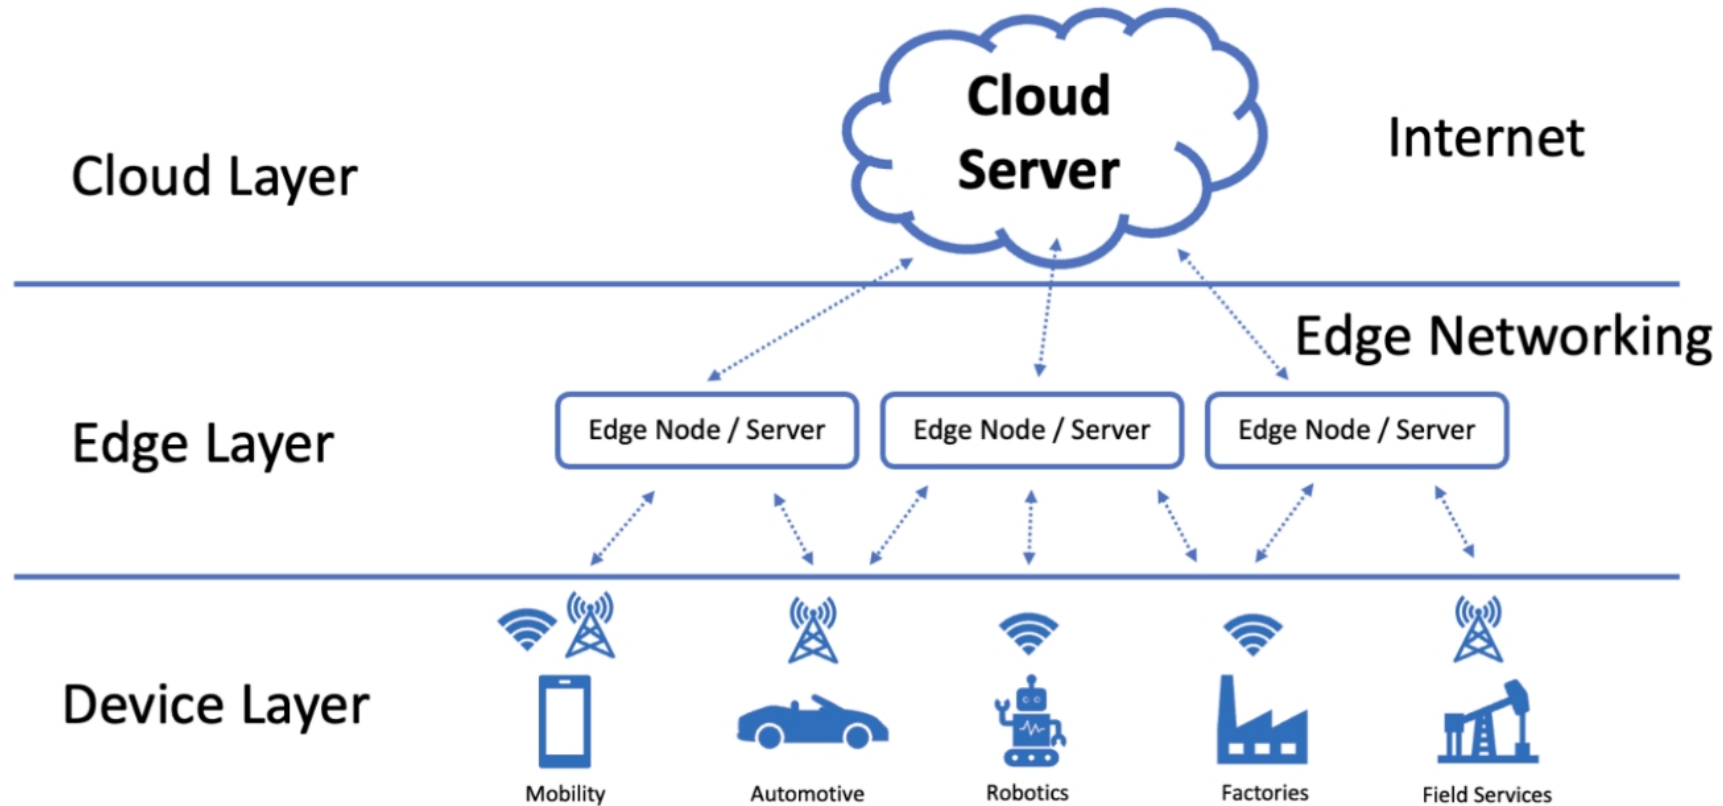 Cloud
Server
Internet
Cloud Layer
Edge Networking
Edge Layer
Edge Node / Server
Edge Node / Server
Edge Node / Server
Device Layer
Mobility
Automotive
Robotics
Factories
Field Services